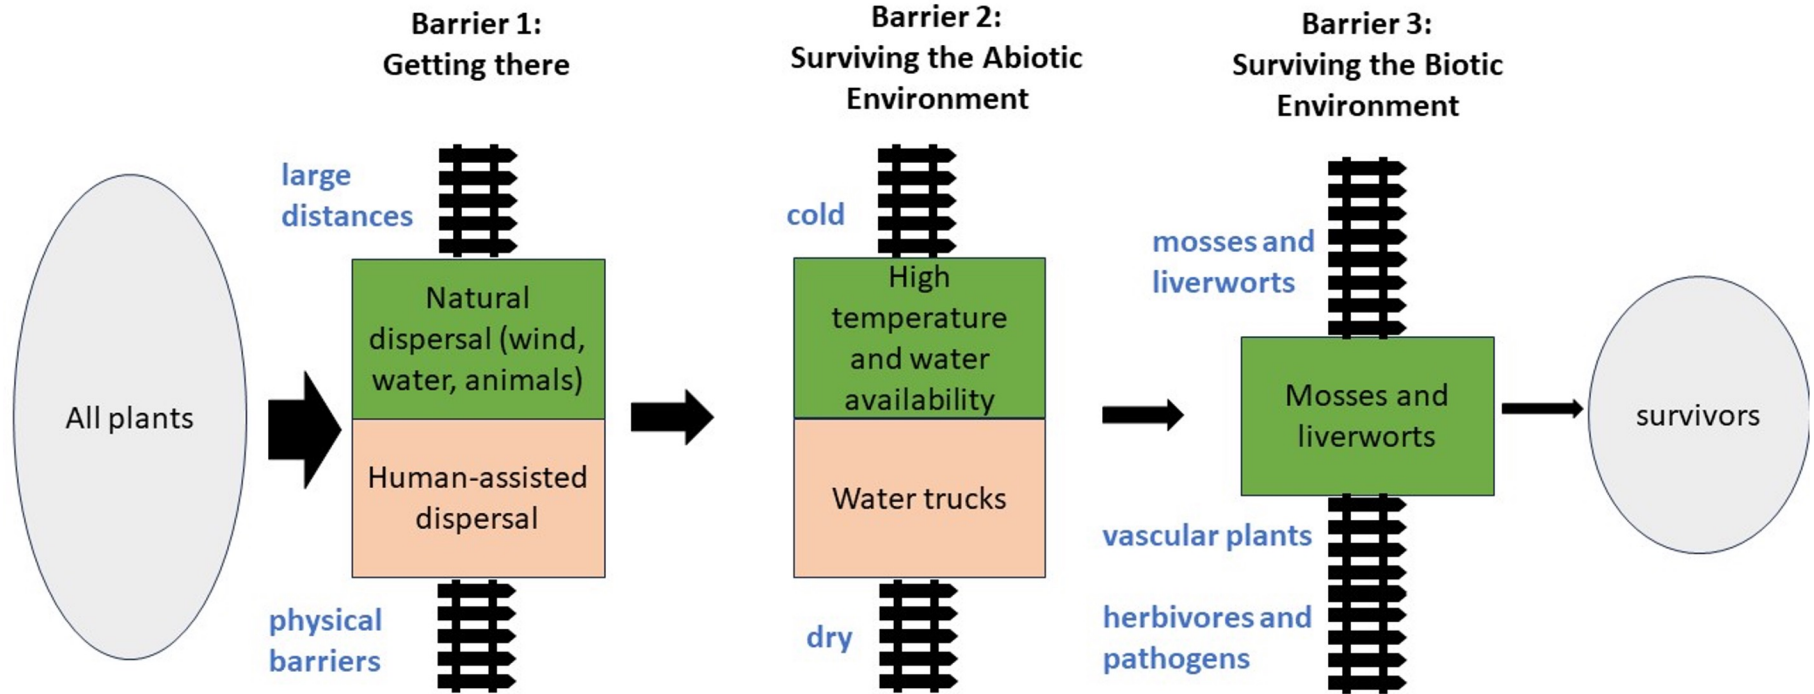 Barrier 1:
Getting there
Barrier 2:
Surviving the Abiotic
Environment
Barrier 3:
Surviving the Biotic
Environment
All plants
large
distances
Natural
dispersal (wind,
water, animals)
Human-assisted
dispersal
physical
barriers
cold
High
temperature
and water
availability
Water trucks
dry
mosses and
liverworts
Mosses and
liverworts
vascular plants
herbivores and
pathogens
survivors